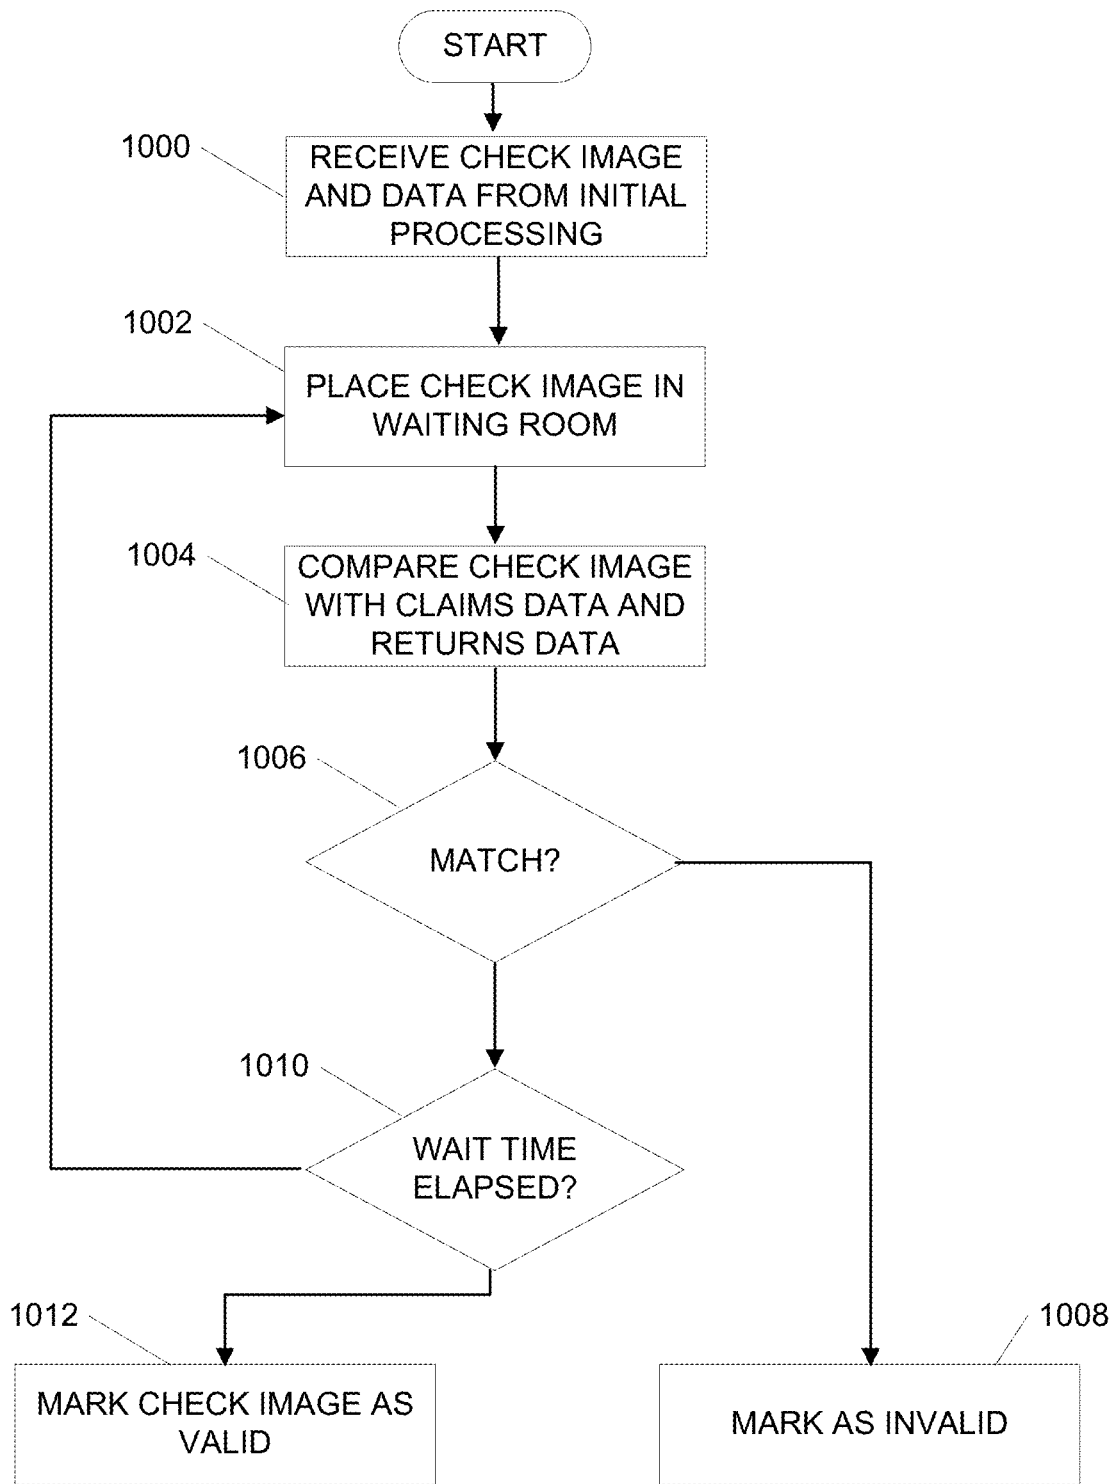 START
1000
RECEIVE CHECK IMAGE
AND DATA FROM INITIAL
PROCESSING
1002
PLACE CHECK IMAGE IN
WAITING ROOM
1004
COMPARE CHECK IMAGE
WITH CLAIMS DATA AND
RETURNS DATA
1006
MATCH?
1010
WAIT TIME
ELAPSED?
1012
MARK CHECK IMAGE AS
VALID
1008
MARK AS INVALID